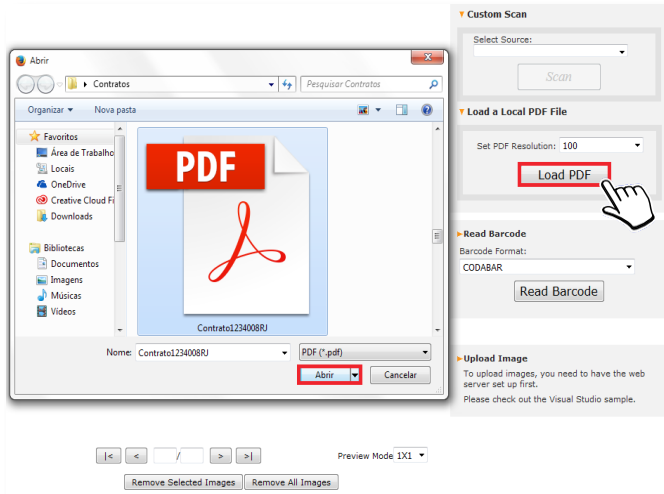 Custom Scan
Select Source:
Scan
Load a Local PDF File
Set PDF Resolution: 100
Load PDF
Read Barcode
Barcode Format:
CODABAR
Read Barcode
Upload Image
To upload images, you need to have the web
server set up first.
Please check out the Visual Studio sample.
Abrir
x
Contratos
Pesquisar Contratos
Organizar
Nova pasta
Favoritos
Área de Trabalho
Locais
OneDrive
Creative Cloud Fi
Downloads
Bibliotecas
Documentos
Imagens
Músicas
Vídeos
PDF
Contrato1234008RJ
Nome: Contrato1234008RJ
PDF (*.pdf)
Abrir
Cancelar
|< < / > >|
Preview Mode 1X1
Remove Selected Images
Remove All Images